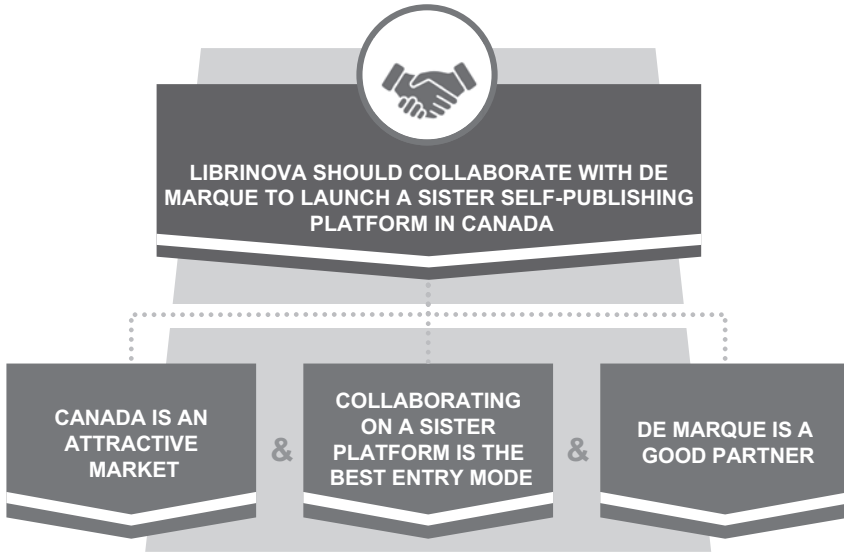 LIBRINOVA SHOULD COLLABORATE WITH DE
MARQUE TO LAUNCH A SISTER SELF-PUBLISHING
PLATFORM IN CANADA
CANADA IS AN
ATTRACTIVE
MARKET
&
COLLABORATING
ON A SISTER
PLATFORM IS THE
BEST ENTRY MODE
&
DE MARQUE IS A
GOOD PARTNER